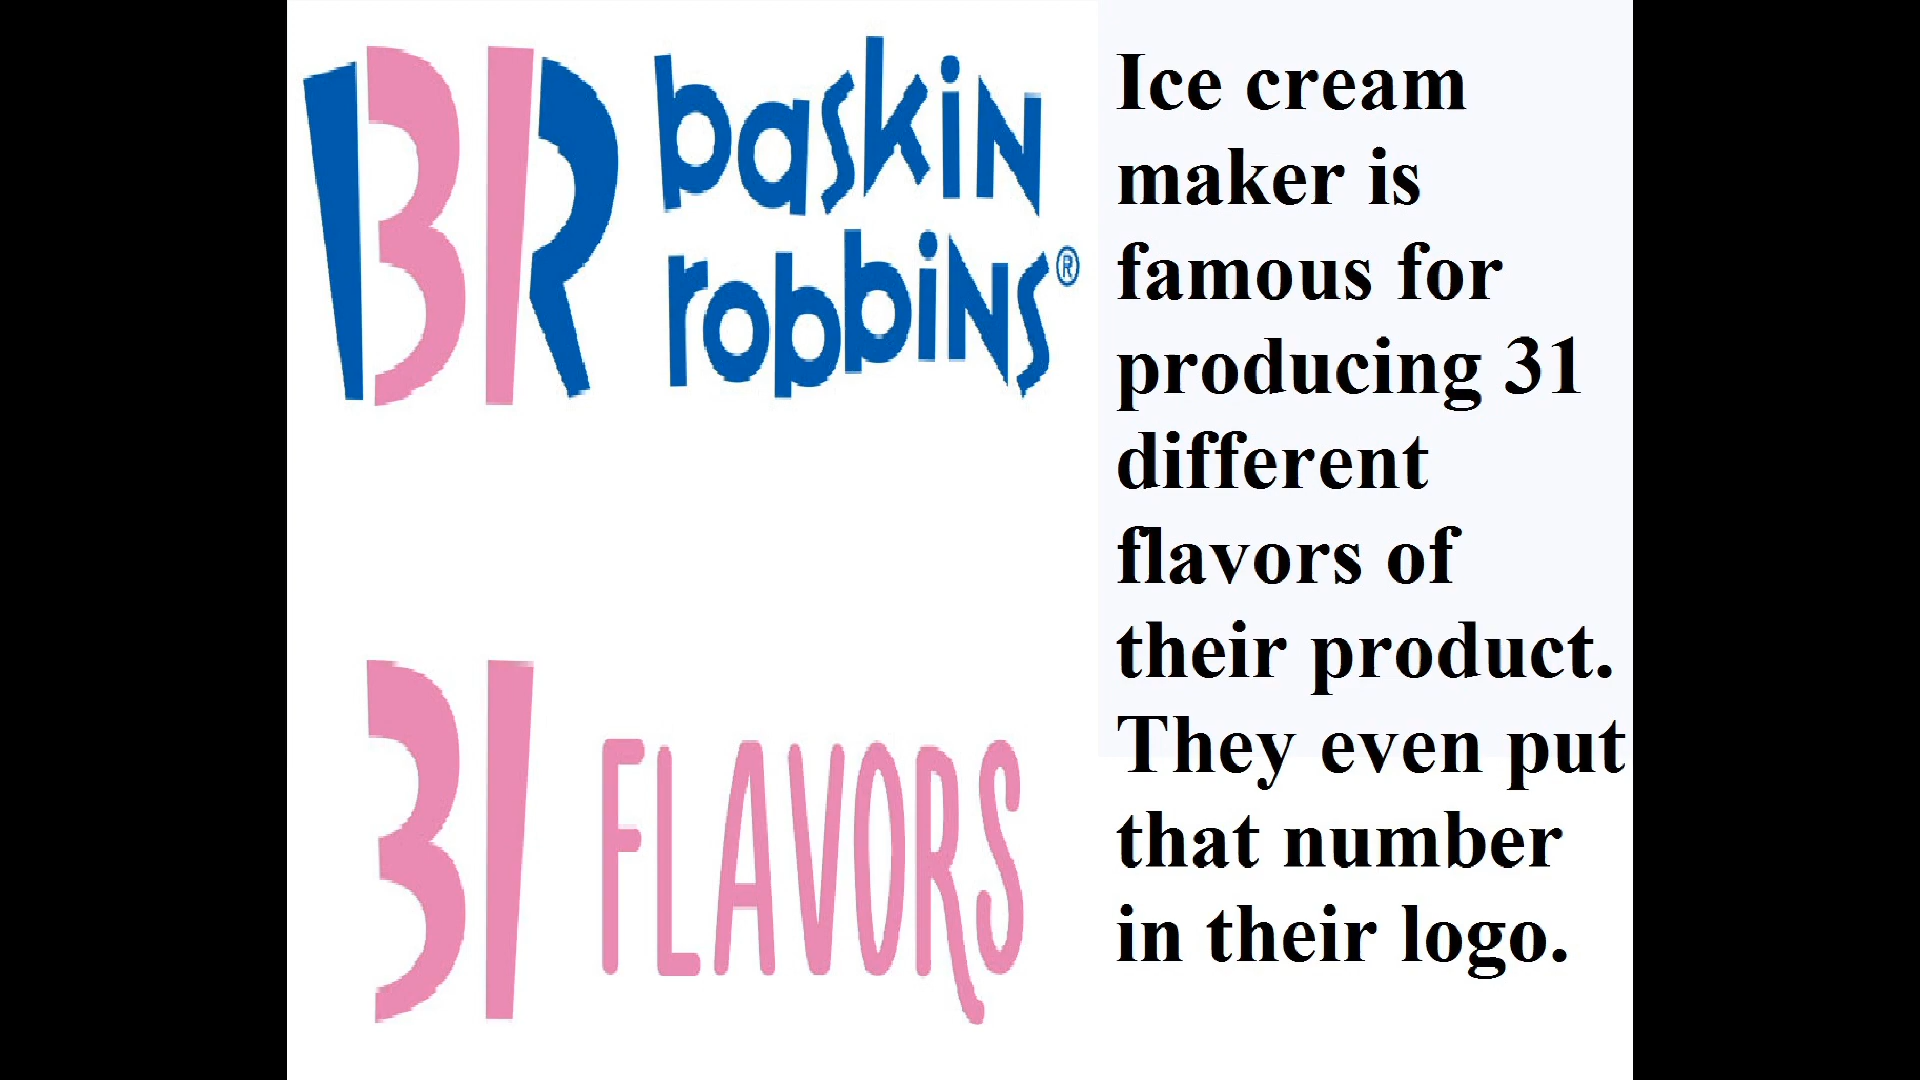 BR
baskin
robbins®
31 FLAVORS
Ice cream
maker is
famous for
producing 31
different
flavors of
their product.
They even put
that number
in their logo.